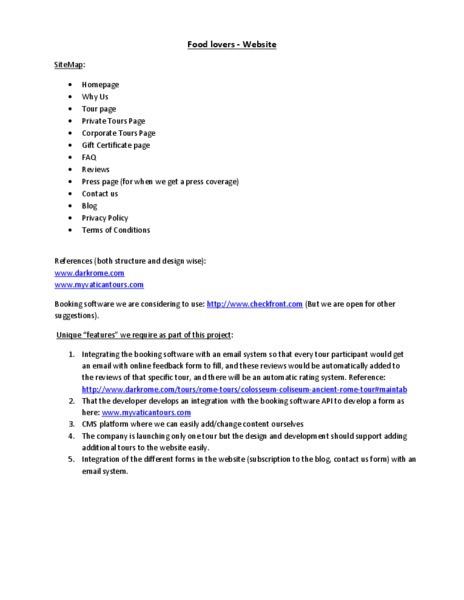 Food lovers - Website
SiteMap:
• Homepage
• Why Us
• Tour page
• Private Tours Page
• Corporate Tours Page
• Gift Certificate page
• FAQ
• Reviews
• Press page (for when we get a press coverage)
• Contact us
• Blog
• Privacy Policy
• Terms of Conditions
References (both structure and design wise):
www.darkrome.com
www.myvaticantours.com
Booking software we are considering to use: http://www.checkfront.com (But we are open for other
suggestions).
Unique “features” we require as part of this project:
1. Integrating the booking software with an email system so that every tour participant would get
an email with online feedback form to fill, and these reviews would be automatically added to
the reviews of that specific tour, and there will be an automatic rating system. Reference:
http://www.darkrome.com/tours/rome-tours/colosseum-coliseum-ancient-rome-tour#maintab
2. That the developer develops an integration with the booking software API to develop a form as
here: www.myvaticantours.com
3. CMS platform where we can easily add/change content ourselves
4. The company is launching only one tour but the design and development should support adding
additional tours to the website easily.
5. Integration of the different forms in the website (subscription to the blog, contact us form) with an
email system.